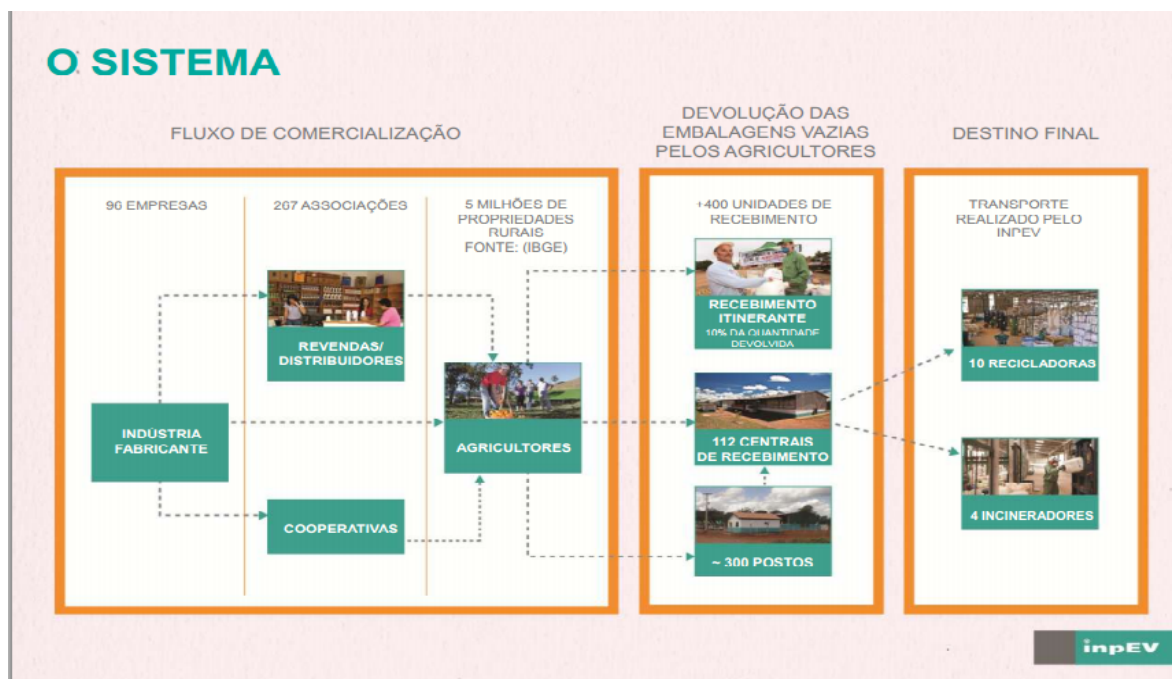 O SISTEMA
FLUXO DE COMERCIALIZAÇÃO
96 EMPRESAS
267 ASSOCIAÇÕES
5 MILHÕES DE
PROPRIEDADES
RURAIS
FONTE: (IBGE)
REVENDAS/
DISTRIBUIDORES
INDÚSTRIA
FABRICANTE
AGRICULTORES
COOPERATIVAS
DEVOLUÇÃO DAS
EMBALAGENS VAZIAS
PELOS AGRICULTORES
+400 UNIDADES DE
RECEBIMENTO
RECEBIMENTO
ITINERANTE
10% DA QUANTIDADE
DEVOLVIDA
112 CENTRAIS
DE RECEBIMENTO
~ 300 POSTOS
DESTINO FINAL
TRANSPORTE
REALIZADO PELO
INPEV
10 RECICLADORAS
4 INCINERADORES
inpEV